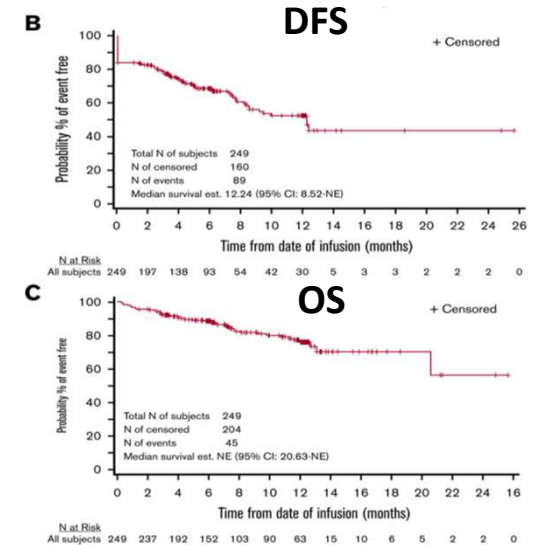 B
DFS
+ Censored
Probability % of event free
100
80
60
40
20
0
Total N of subjects 249
N of censored 160
N of events 89
Median survival est. 12.24 (95% CI: 8.52-NE)
0 2 4 6 8 10 12 14 16 18 20 22 24 26
Time from date of infusion (months)
N at Risk
All subjects 249 197 138 93 54 42 30 5 3 3 2 2 2 0
C
OS
+ Censored
Probability % of event free
100
80
60
40
20
0
Total N of subjects 249
N of censored 204
N of events 45
Median survival est. NE (95% CI: 20.63-NE)
0 2 4 6 8 10 12 14 16 18 20 22 24 16
Time from date of infusion (months)
N at Risk
All subjects 249 237 192 152 103 90 63 15 10 6 5 2 2 0